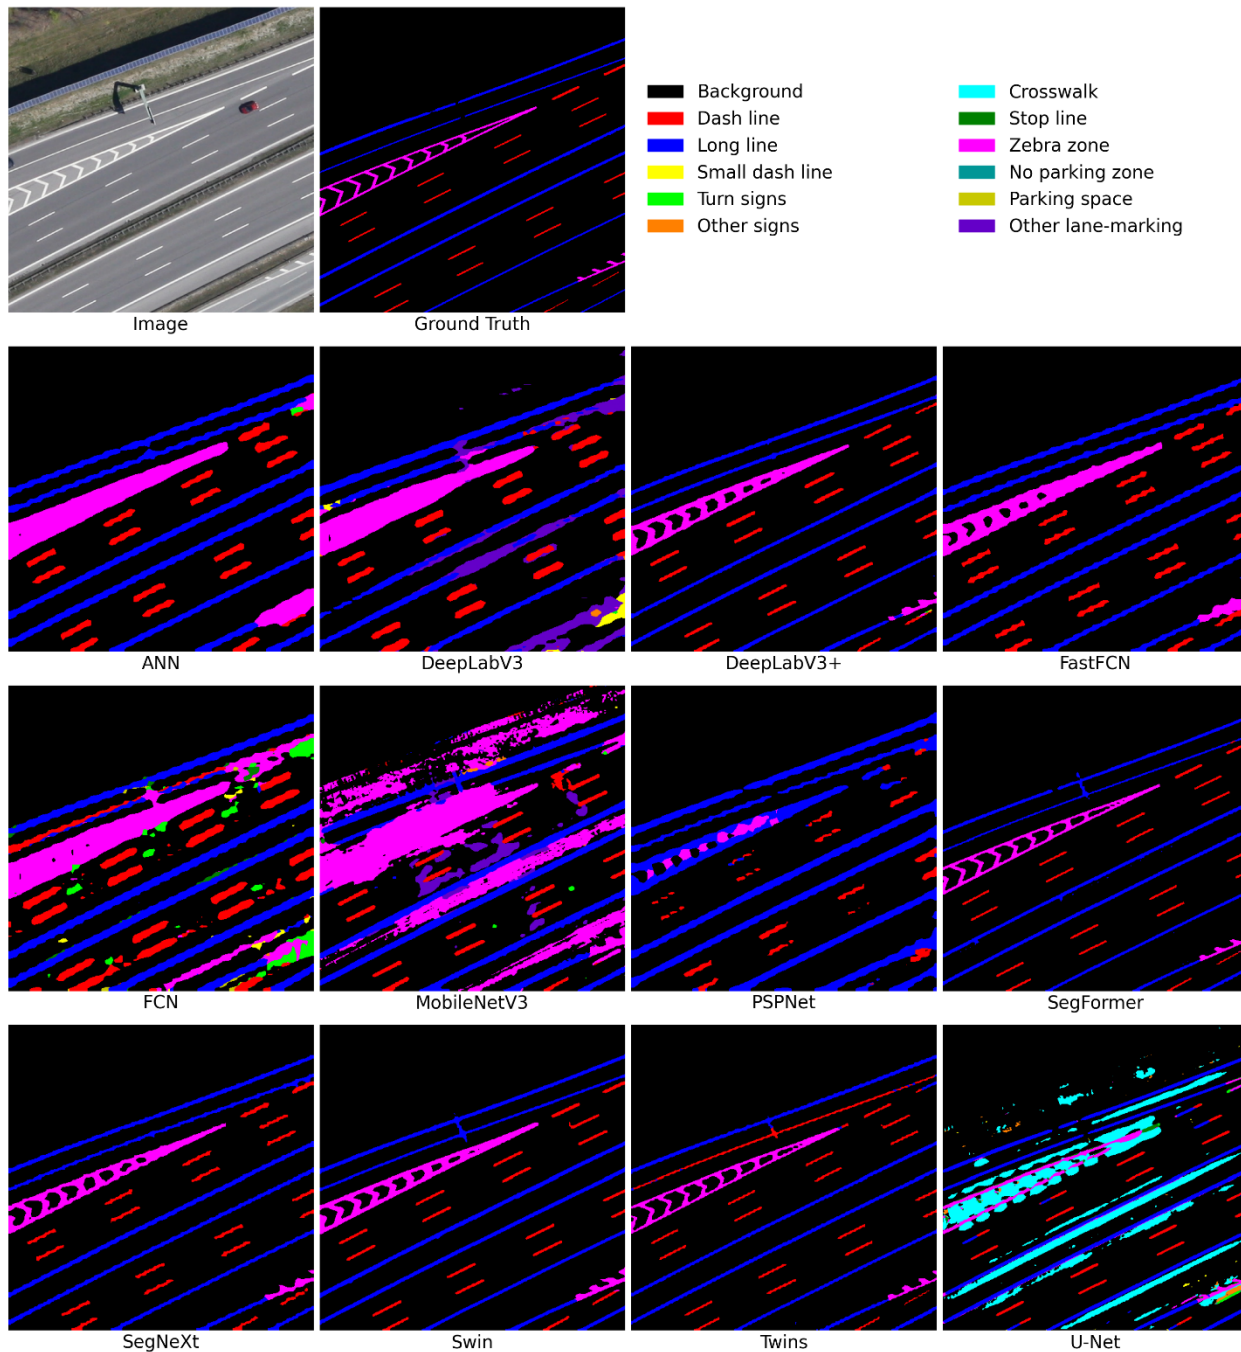 Background
Dash line
Long line
Small dash line
Turn signs
Other signs
Crosswalk
Stop line
Zebra zone
No parking zone
Parking space
Other lane-marking
Image
Ground Truth
ANN
DeepLabV3
DeepLabV3+
FastFCN
FCN
MobileNetV3
PSPNet
SegFormer
SegNeXt
Swin
Twins
U-Net